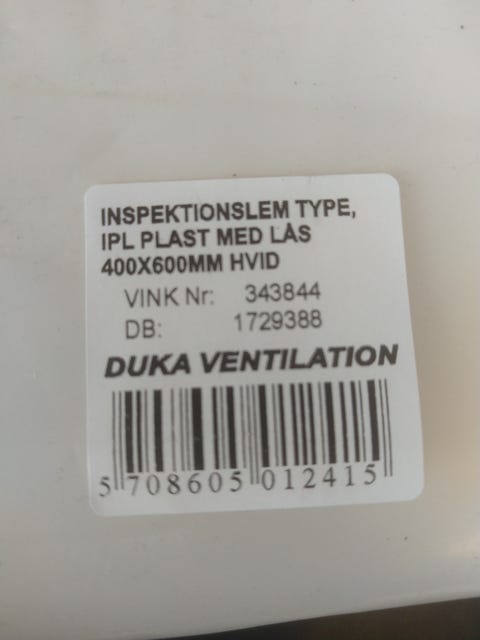 INSPEKTIONSLEM TYPE,
IPL PLAST MED LÅS
400X600MM HVID
VINK Nr: 343844
DB: 1729388
DUKA VENTILATION
5 708605 012415